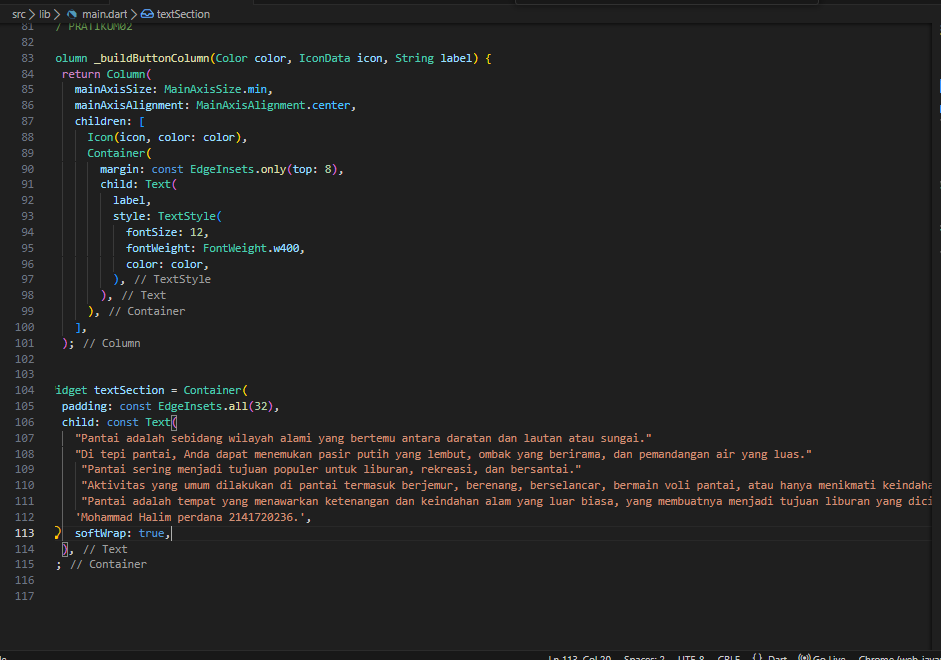 src > lib > main.dart > textSection
81 / PRATIKUM02
82
83 olumn _buildButtonColumn(Color color, IconData icon, String label) {
84 return Column(
85 mainAxisSize: MainAxisSize.min,
86 mainAxisAlignment: MainAxisAlignment.center,
87 children: [
88 Icon(icon, color: color),
89 Container(
90 margin: const EdgeInsets.only(top: 8),
91 child: Text(
92 label,
93 style: TextStyle(
94 fontSize: 12,
95 fontWeight: FontWeight.w400,
96 color: color,
97 ), // TextStyle
98 ), // Text
99 ), // Container
100 ],
101 ); // Column
102
103
104 idget textSection = Container(
105 padding: const EdgeInsets.all(32),
106 child: const Text(
107 "Pantai adalah sebidang wilayah alami yang bertemu antara daratan dan lautan atau sungai."
108 "Di tepi pantai, Anda dapat menemukan pasir putih yang lembut, ombak yang berirama, dan pemandangan air yang luas."
109 "Pantai sering menjadi tujuan populer untuk liburan, rekreasi, dan bersantai."
110 "Aktivitas yang umum dilakukan di pantai termasuk berjemur, berenang, berselancar, bermain voli pantai, atau hanya menikmati keindaha
111 "Pantai adalah tempat yang menawarkan ketenangan dan keindahan alam yang luar biasa, yang membuatnya menjadi tujuan liburan yang dici
112 'Mohammad Halim perdana 2141720236.',
113 softWrap: true,
114 ), // Text
115 ; // Container
116
117
Ln 113, Col 20 Spaces: 2 UTF-8 CRLF {} Dart Go Live Chrome (web-java